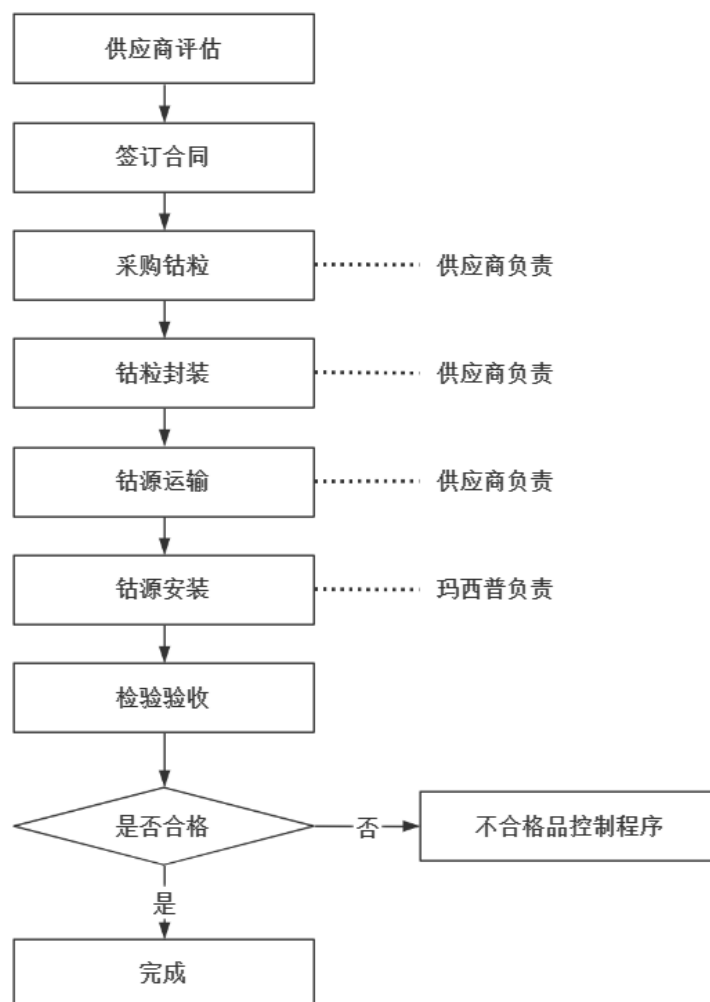 供应商评估
签订合同
采购钴粒
供应商负责
钴粒封装
供应商负责
钴源运输
供应商负责
钴源安装
玛西普负责
检验验收
是否合格
否
不合格品控制程序
是
完成